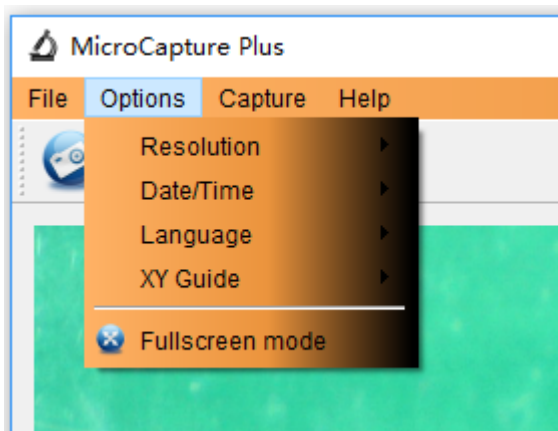 MicroCapture Plus
File Options Capture Help
Resolution
Date/Time
Language
XY Guide
Fullscreen mode